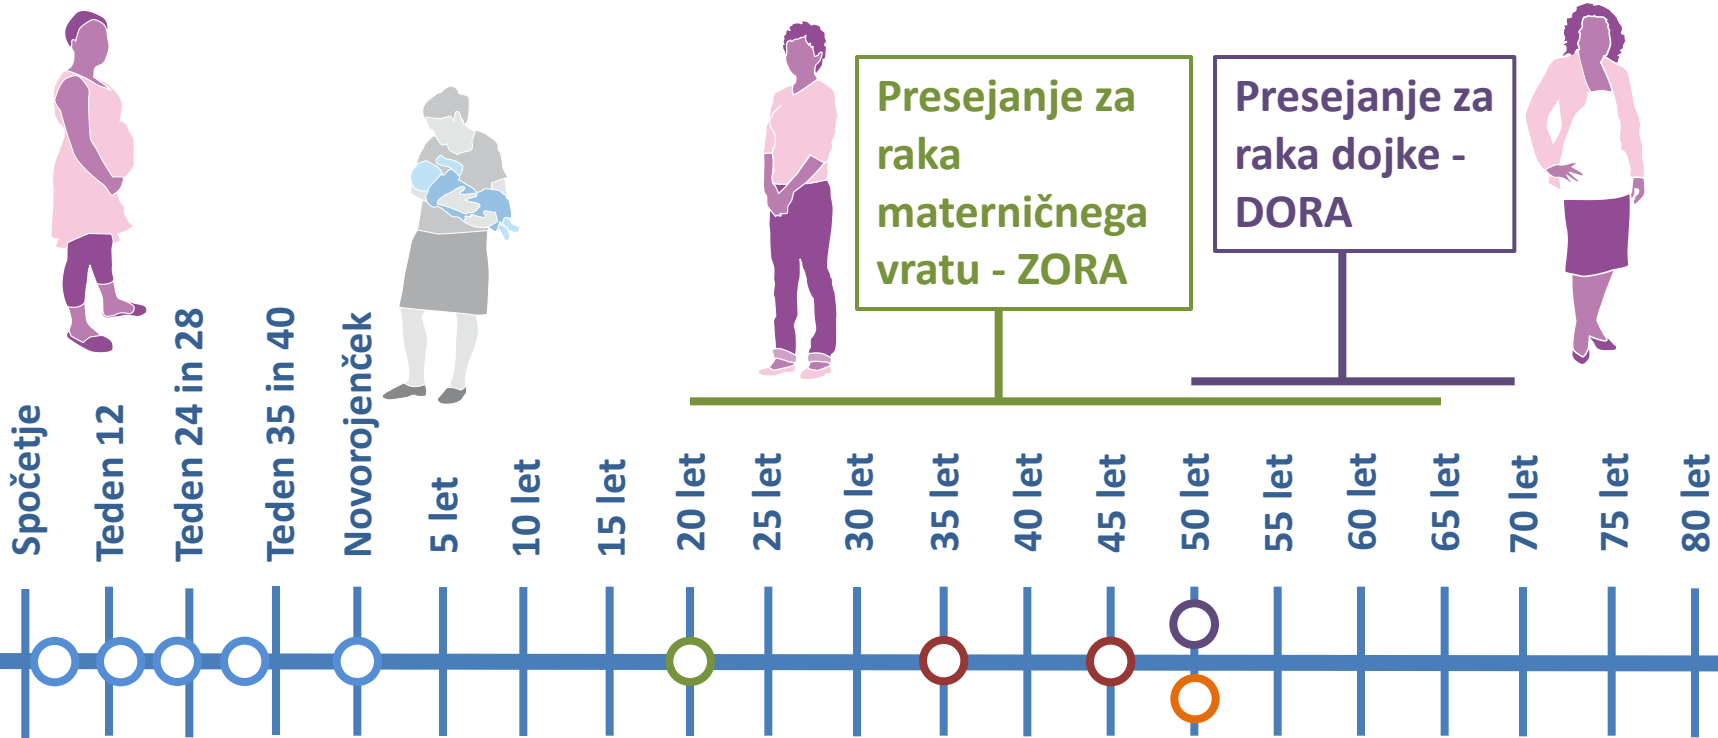 Presejanje za
raka
materničnega
vratu - ZORA
Presejanje za
raka dojke -
DORA
Spočetje
Teden 12
Teden 24 in 28
Teden 35 in 40
Novorojenček
5 let
10 let
15 let
20 let
25 let
30 let
35 let
40 let
45 let
50 let
55 let
60 let
65 let
70 let
75 let
80 let